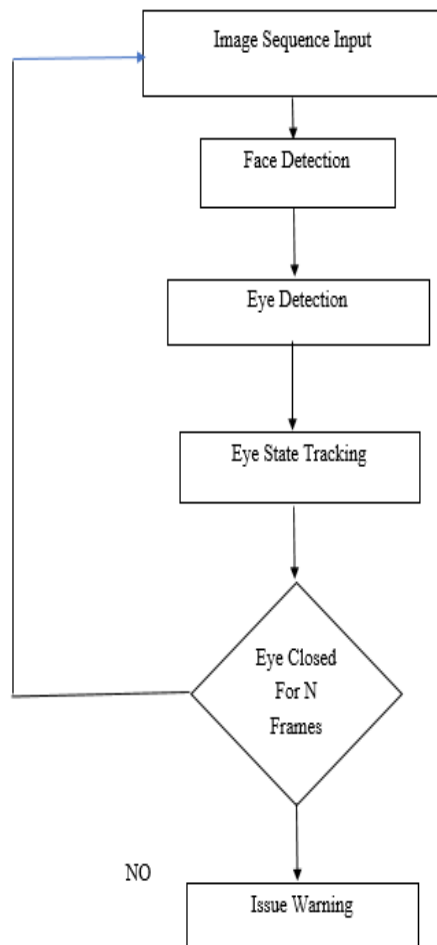 Image Sequence Input
Face Detection
Eye Detection
Eye State Tracking
Eye Closed
For N
Frames
NO
Issue Warning